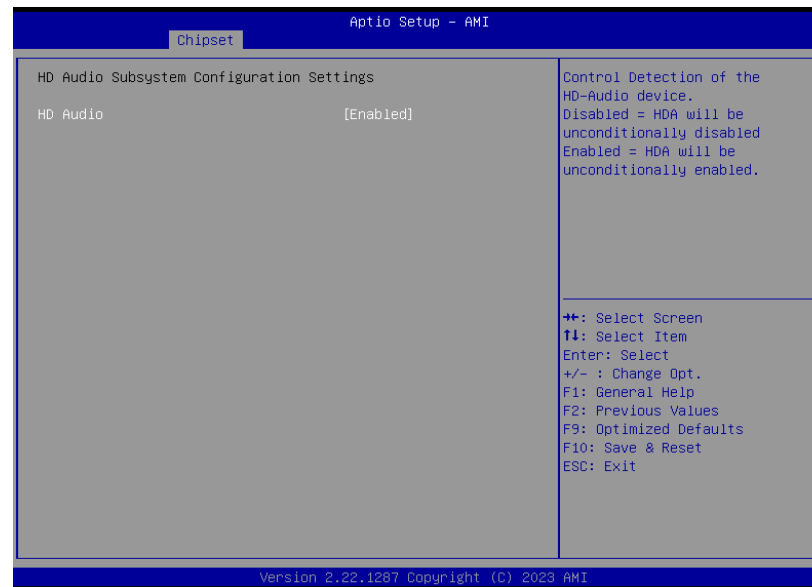 Aptio Setup – AMI
Chipset
HD Audio Subsystem Configuration Settings
HD Audio [Enabled]
Control Detection of the
HD-Audio device.
Disabled = HDA will be
unconditionally disabled
Enabled = HDA will be
unconditionally enabled.
→←: Select Screen
↑↓: Select Item
Enter: Select
+/- : Change Opt.
F1: General Help
F2: Previous Values
F9: Optimized Defaults
F10: Save & Reset
ESC: Exit
Version 2.22.1287 Copyright (C) 2023 AMI